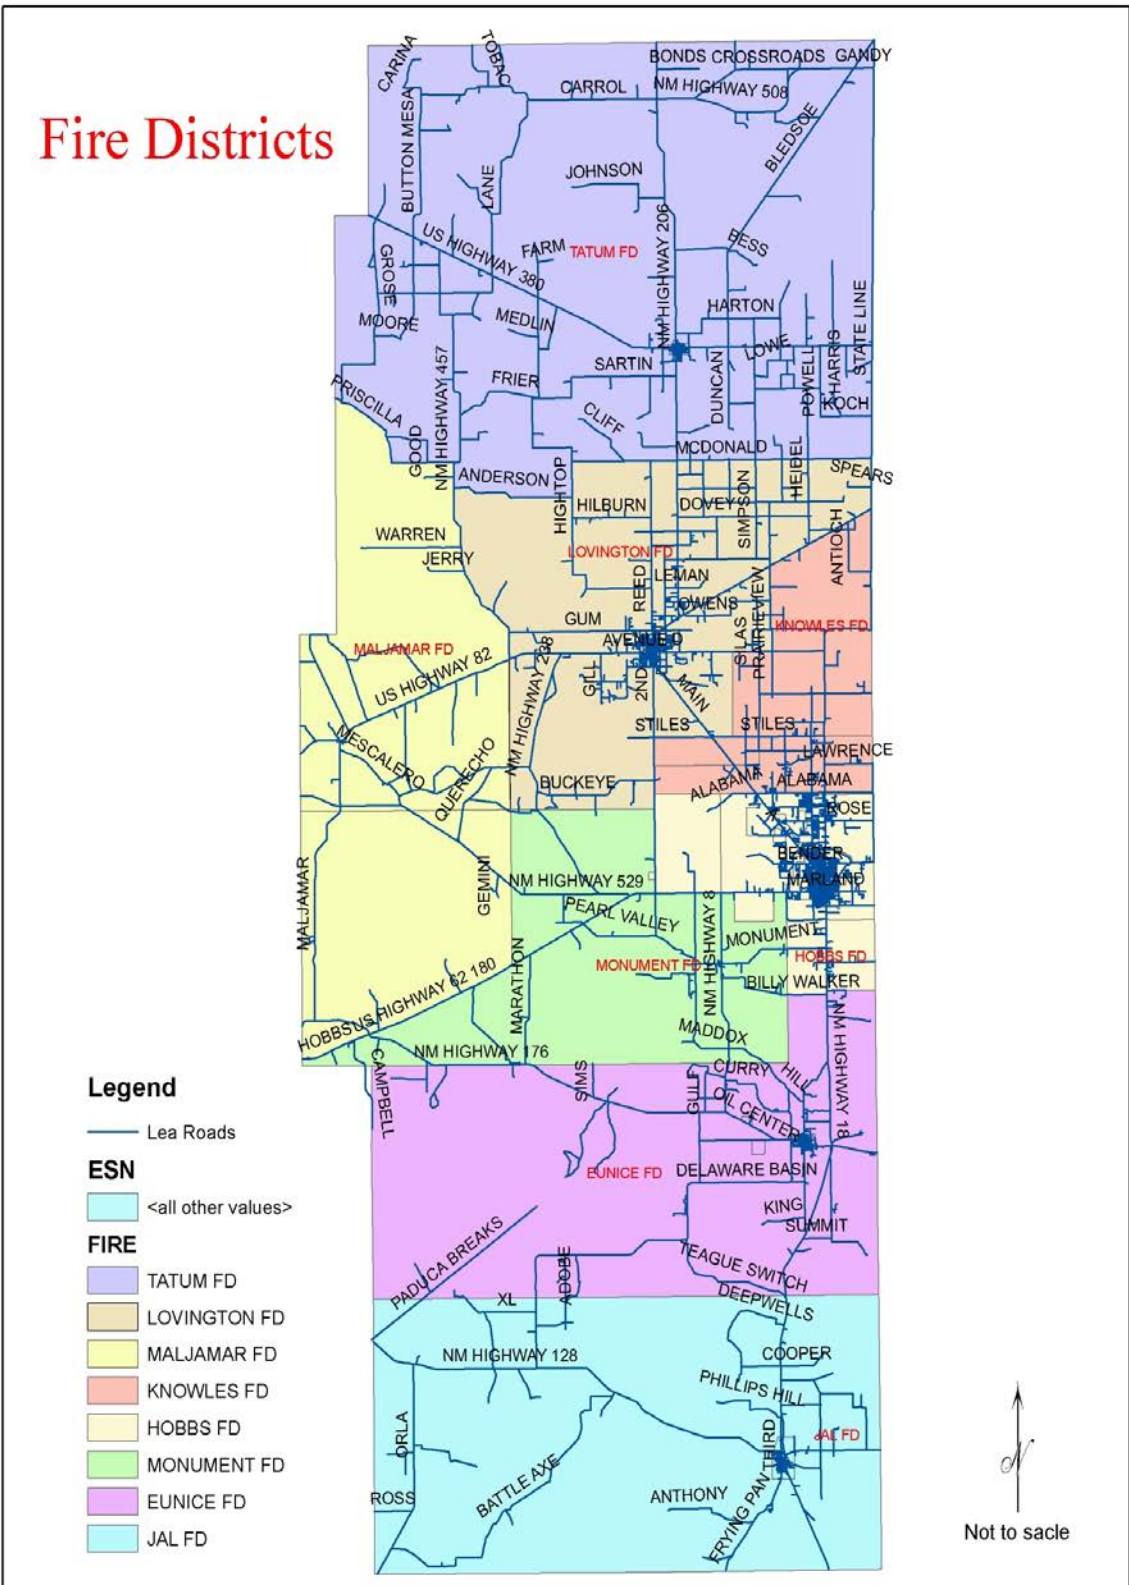 Fire Districts
CARINA
TOBAC
BONDS
CROSSROADS
GANDY
CARROL
NM HIGHWAY 508
BUTTON MESA
BLEDSOE
LANE
JOHNSON
US HIGHWAY 380
FARM
TATUM FD
NM HIGHWAY 206
BESS
GROSE
MOORE
MEDLIN
HARTON
STATE LINE
LOWE
SARTIN
DUNCAN
POWELL
HARRIS
KOCH
NM HIGHWAY 457
FRIER
PRISCILLA
CLIFF
GOOD
MCDONALD
HEIDEL
SPEARS
ANDERSON
HIGHTOP
HILBURN
DOVEY
SIMPSON
ANTIOCH
WARREN
JERRY
LOVINGTON FD
LEMAN
REED
OWENS
PRAIRIEVIEW
SILAS
KNOWLES FD
GUM
AVENUE D
MALJAMAR FD
US HIGHWAY 82
NM HIGHWAY 238
GILL
2ND
MAIN
STILES
STILES
MESCALERO
QUERECHO
LAWRENCE
BUCKEYE
ALABAMA
ALABAMA
ROSE
BENDER
MARLAND
MALJAMAR
GEMINI
NM HIGHWAY 529
PEARL VALLEY
NM HIGHWAY 8
MONUMENT
MONUMENT FD
HOBBS FD
BILLY WALKER
MARATHON
HOBBS
US HIGHWAY 62 180
MADDOX
NM HIGHWAY 18
NM HIGHWAY 176
CAMPBELL
SIMS
GULF
CURRY
HILL
OIL CENTER
EUNICE FD
DELAWARE BASIN
KING
SUMMIT
PADUCA BREAKS
ADOBE
TEAGUE SWITCH
XL
DEEPWELLS
NM HIGHWAY 128
COOPER
PHILLIPS HILL
ORLA
THIRD
JAL FD
BATTLE AXE
ROSS
ANTHONY
FRYING PAN
Legend
Lea Roads
ESN
<all other values>
FIRE
TATUM FD
LOVINGTON FD
MALJAMAR FD
KNOWLES FD
HOBBS FD
MONUMENT FD
EUNICE FD
JAL FD
N
Not to sacle